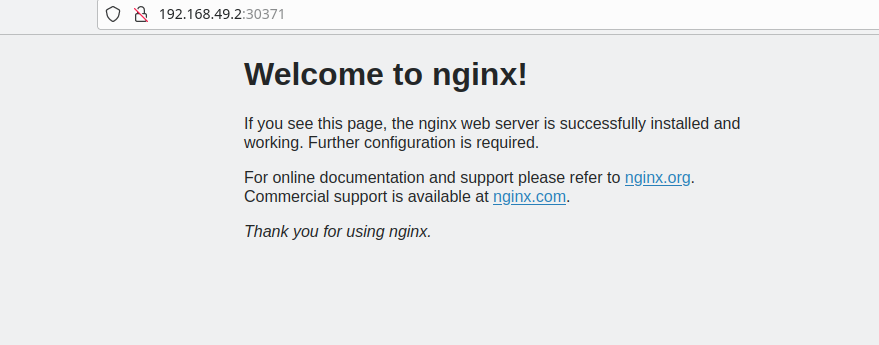 192.168.49.2:30371
Welcome to nginx!
If you see this page, the nginx web server is successfully installed and
working. Further configuration is required.
For online documentation and support please refer to nginx.org.
Commercial support is available at nginx.com.
Thank you for using nginx.